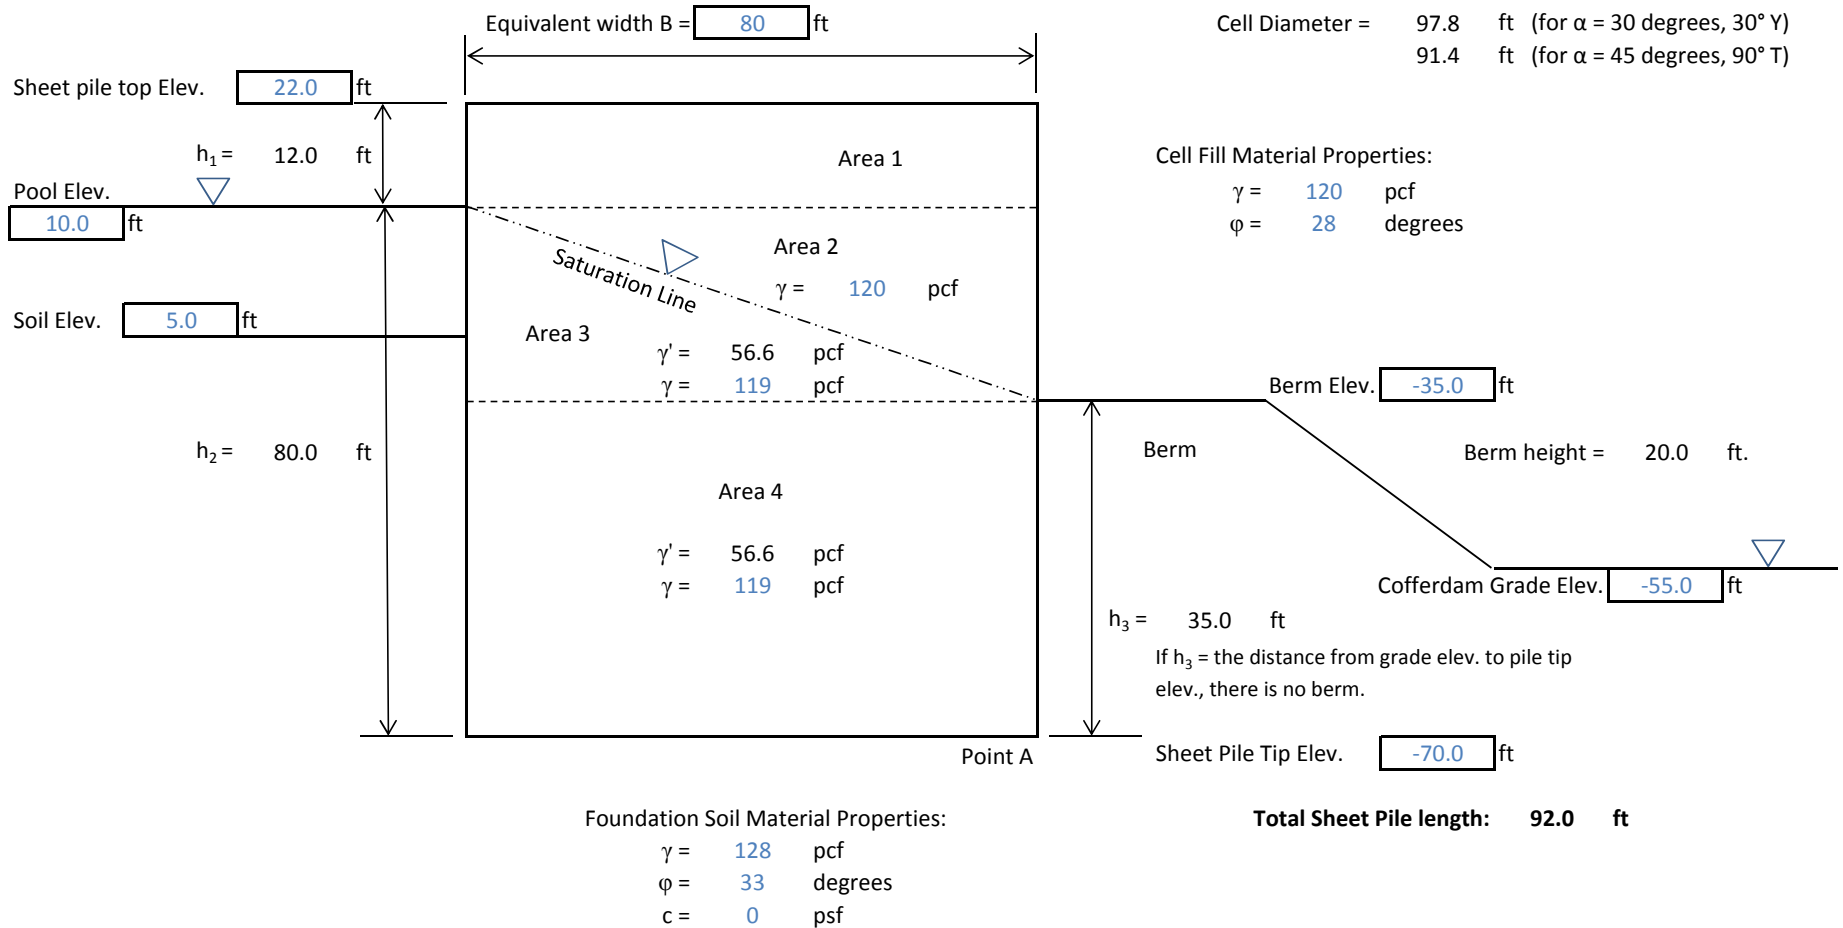 Equivalent width B = 80 ft
Cell Diameter = 97.8 ft (for α = 30 degrees, 30° Y)
91.4 ft (for α = 45 degrees, 90° T)
Sheet pile top Elev. 22.0 ft
h₁ = 12.0 ft
Area 1
Cell Fill Material Properties:
γ = 120 pcf
φ = 28 degrees
Pool Elev.
10.0 ft
Area 2
γ = 120 pcf
Saturation Line
Soil Elev. 5.0 ft
Area 3
γ' = 56.6 pcf
γ = 119 pcf
Berm Elev. -35.0 ft
h₂ = 80.0 ft
Berm
Berm height = 20.0 ft.
Area 4
γ' = 56.6 pcf
γ = 119 pcf
Cofferdam Grade Elev. -55.0 ft
h₃ = 35.0 ft
If h₃ = the distance from grade elev. to pile tip
elev., there is no berm.
Point A
Sheet Pile Tip Elev. -70.0 ft
Foundation Soil Material Properties:
γ = 128 pcf
φ = 33 degrees
c = 0 psf
Total Sheet Pile length: 92.0 ft